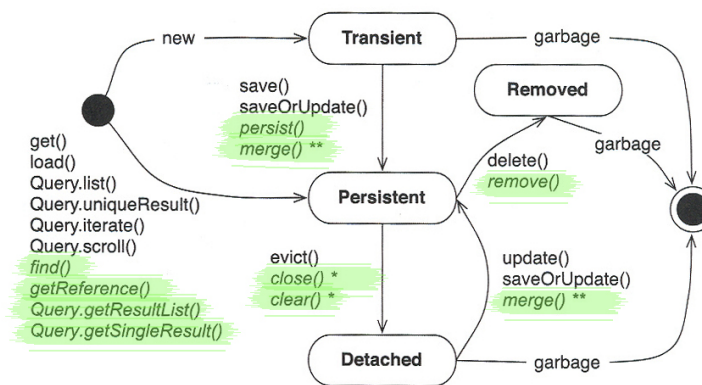 new
Transient
garbage
save()
saveOrUpdate()
persist()
merge() **
Removed
get()
load()
Query.list()
Query.uniqueResult()
Query.iterate()
Query.scroll()
find()
getReference()
Query.getResultList()
Query.getSingleResult()
Persistent
delete()
remove()
garbage
evict()
close() *
clear() *
update()
saveOrUpdate()
merge() **
Detached
garbage